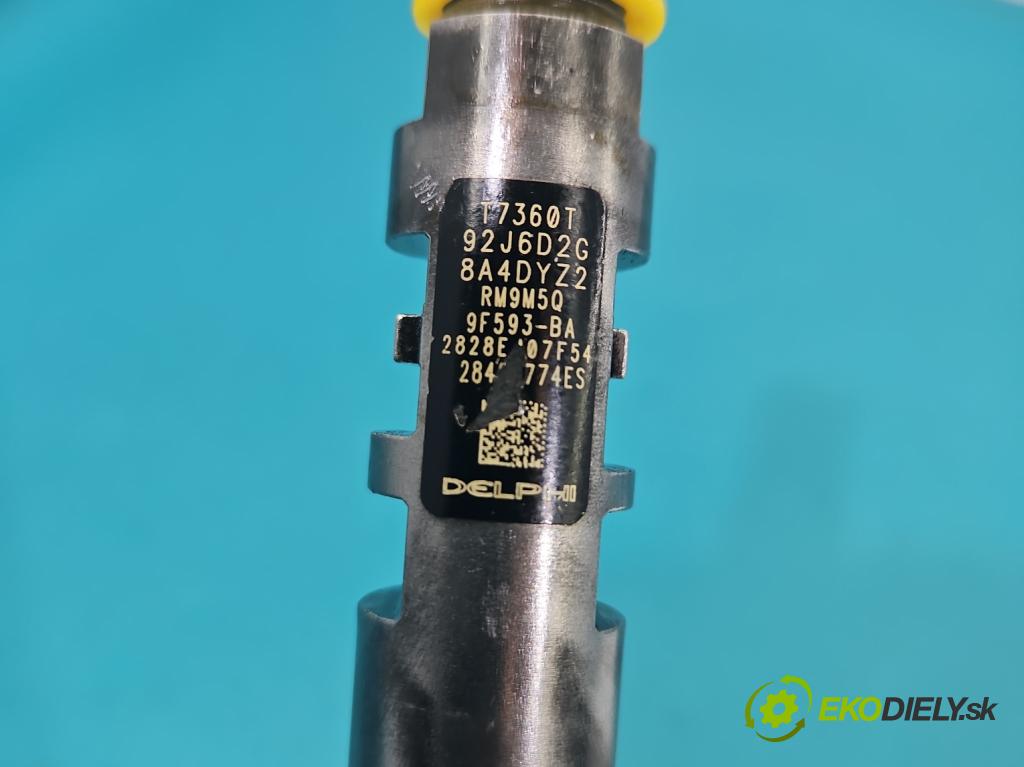 T7360T
92J6D2G
8A4DYZ2
RM9M5Q
9F593-BA
DELPHI
EKODIELY.sk